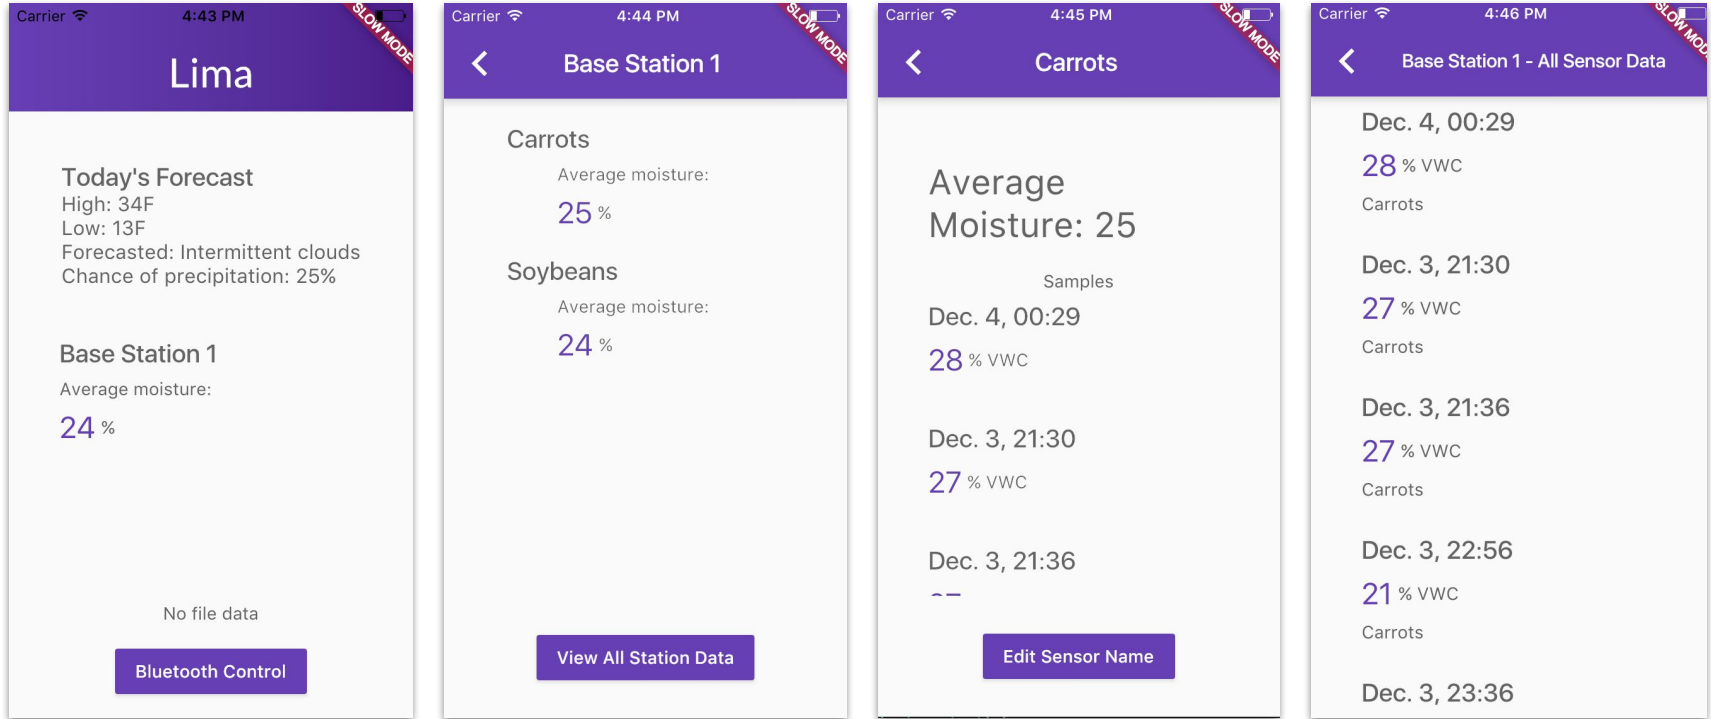 Carrier 4:43 PM
SLOW MODE
Lima
Today's Forecast
High: 34F
Low: 13F
Forecasted: Intermittent clouds
Chance of precipitation: 25%
Base Station 1
Average moisture:
24 %
No file data
Bluetooth Control
Carrier 4:44 PM
SLOW MODE
Base Station 1
Carrots
Average moisture:
25 %
Soybeans
Average moisture:
24 %
View All Station Data
Carrier 4:45 PM
SLOW MODE
Carrots
Average
Moisture: 25
Samples
Dec. 4, 00:29
28 % VWC
Dec. 3, 21:30
27 % VWC
Dec. 3, 21:36
Edit Sensor Name
Carrier 4:46 PM
SLOW MOD
Base Station 1 - All Sensor Data
Dec. 4, 00:29
28 % VWC
Carrots
Dec. 3, 21:30
27 % VWC
Carrots
Dec. 3, 21:36
27 % VWC
Carrots
Dec. 3, 22:56
21 % VWC
Carrots
Dec. 3, 23:36